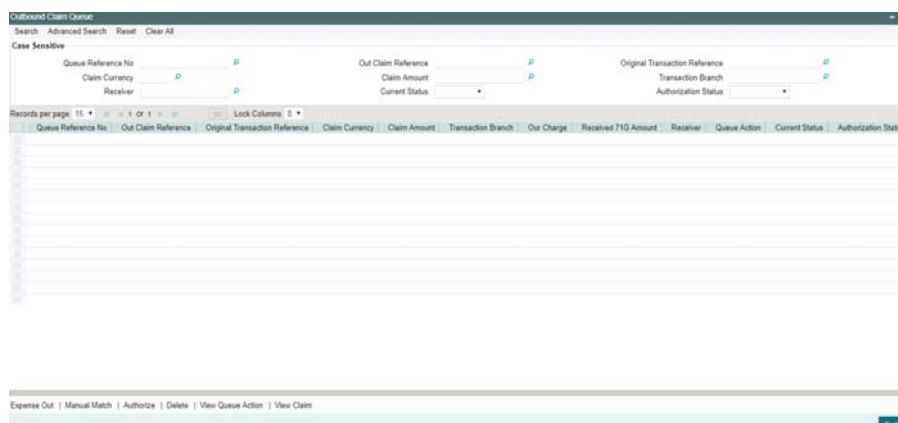 Outbound Claim Queue
Search Advanced Search Reset Clear All
Case Sensitive
Queue Reference No Out Claim Reference Original Transaction Reference
Claim Currency Claim Amount Transaction Branch
Receiver Current Status Authorization Status
Records per page 15 1 Of 1 Go Lock Columns 0
Queue Reference No Out Claim Reference Original Transaction Reference Claim Currency Claim Amount Transaction Branch Our Charge Received 71G Amount Receiver Queue Action Current Status Authorization Stat
Expense Out | Manual Match | Authorize | Delete | View Queue Action | View Claim